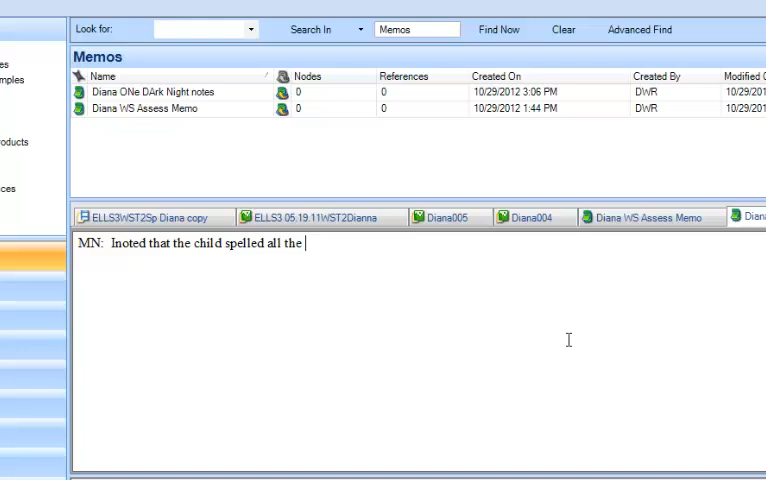 Look for: Search In Memos Find Now Clear Advanced Find
Memos
Name / Nodes References Created On Created By Modified
Diana ONe DArk Night notes 0 0 10/29/2012 3:06 PM DWR 10/29/201
Diana WS Assess Memo 0 0 10/29/2012 1:44 PM DWR 10/29/201
es
mples
oducts
ces
ELLS3WST2Sp Diana copy ELLS3 05.19.11WST2Dianna Diana005 Diana004 Diana WS Assess Memo Diana
MN: Inoted that the child spelled all the